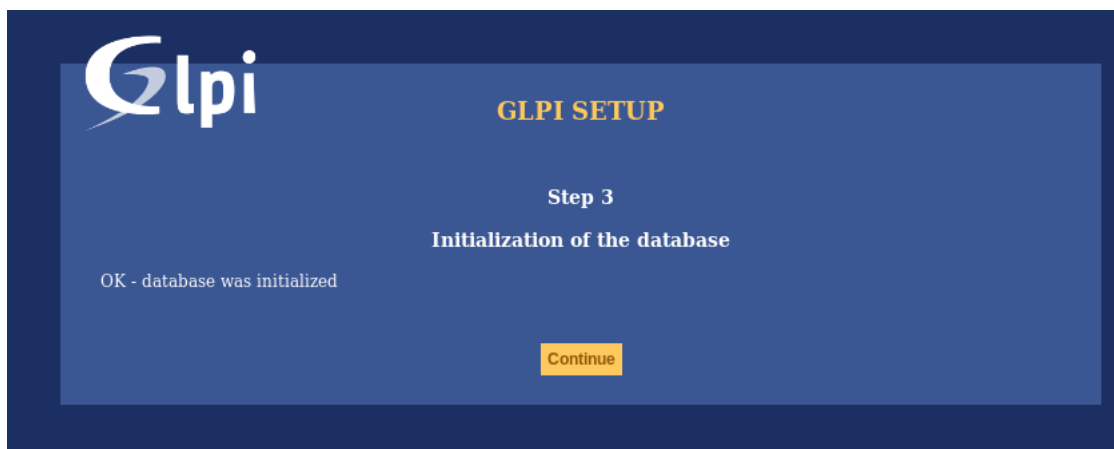 Glpi
GLPI SETUP
Step 3
Initialization of the database
OK - database was initialized
Continue